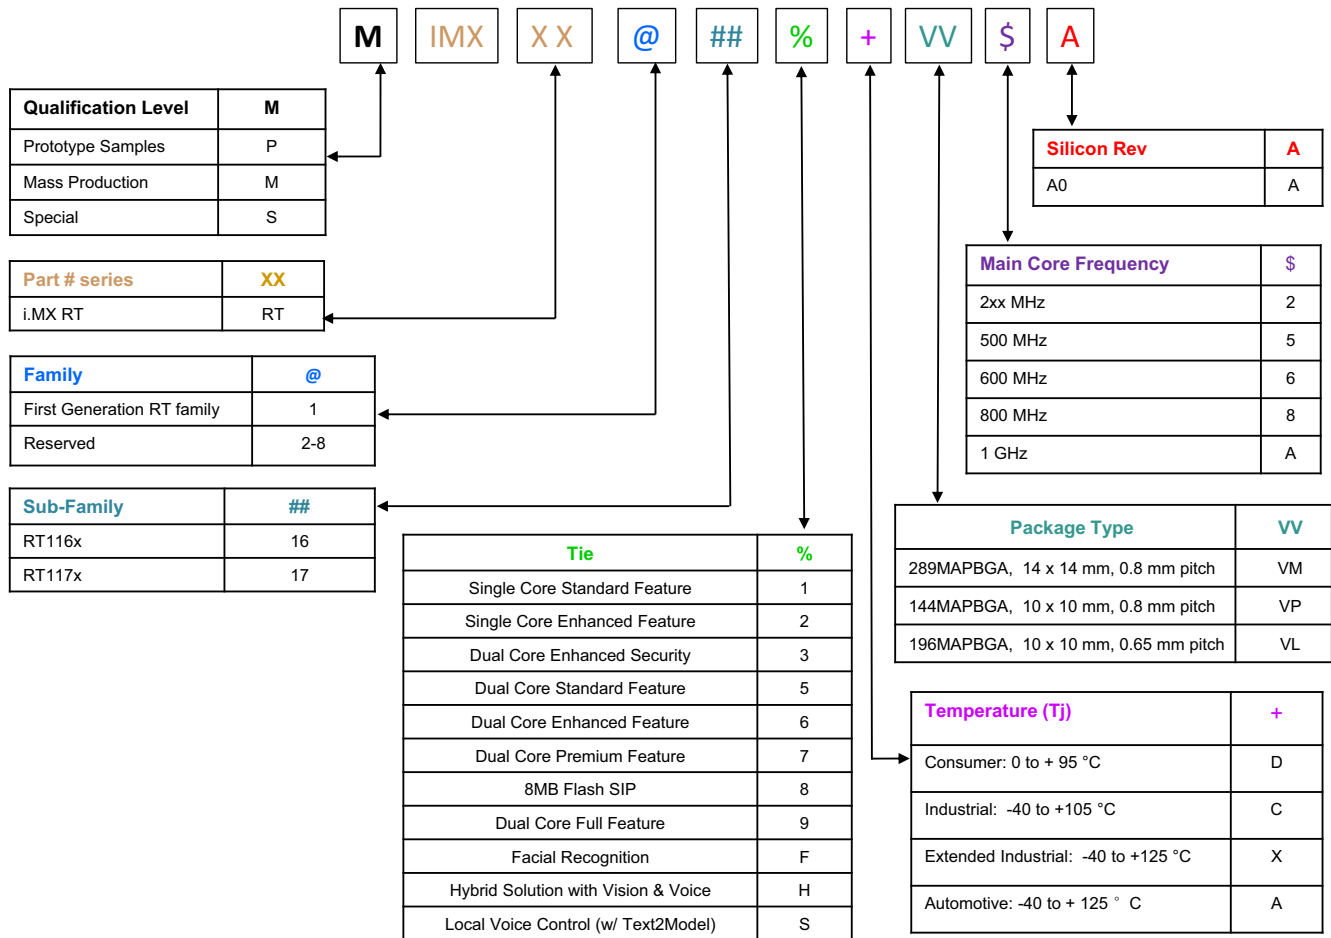 M IMX X X @ ## % + VV $ A
Qualification Level M
Prototype Samples P
Mass Production M
Special S
Part # series XX
i.MX RT RT
Family @
First Generation RT family 1
Reserved 2-8
Sub-Family ##
RT116x 16
RT117x 17
Tie %
Single Core Standard Feature 1
Single Core Enhanced Feature 2
Dual Core Enhanced Security 3
Dual Core Standard Feature 5
Dual Core Enhanced Feature 6
Dual Core Premium Feature 7
8MB Flash SIP 8
Dual Core Full Feature 9
Facial Recognition F
Hybrid Solution with Vision & Voice H
Local Voice Control (w/ Text2Model) S
Silicon Rev A
A0 A
Main Core Frequency $
2xx MHz 2
500 MHz 5
600 MHz 6
800 MHz 8
1 GHz A
Package Type VV
289MAPBGA, 14 x 14 mm, 0.8 mm pitch VM
144MAPBGA, 10 x 10 mm, 0.8 mm pitch VP
196MAPBGA, 10 x 10 mm, 0.65 mm pitch VL
Temperature (Tj) +
Consumer: 0 to + 95 °C D
Industrial: -40 to +105 °C C
Extended Industrial: -40 to +125 °C X
Automotive: -40 to + 125 ° C A